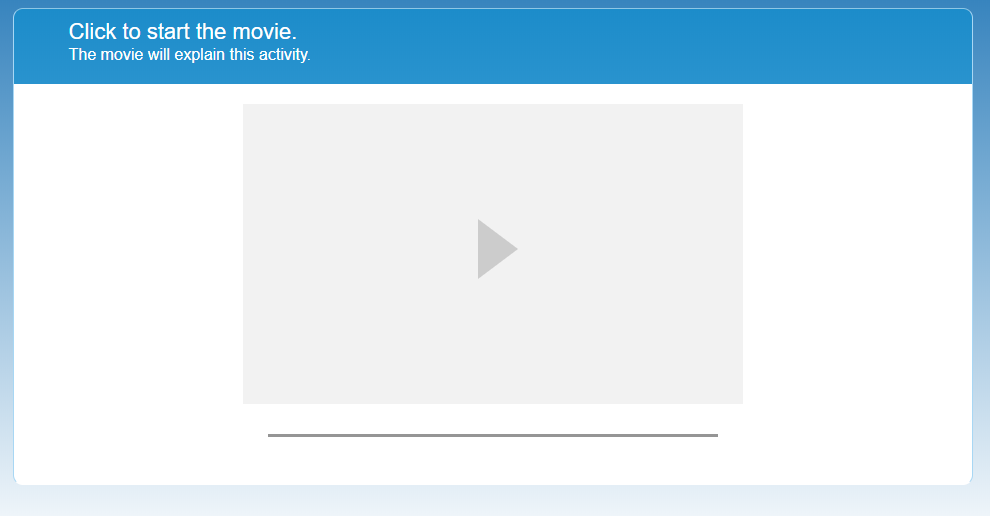 Click to start the movie.
The movie will explain this activity.